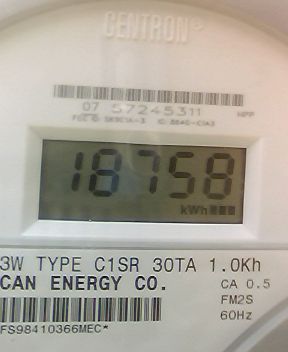 CENTRON®
07 57245311
18758
kWh
3W TYPE C1SR 30TA 1.0Kh
CAN ENERGY CO.
CA 0.5
FM2S
60Hz
FS98410366MEC*